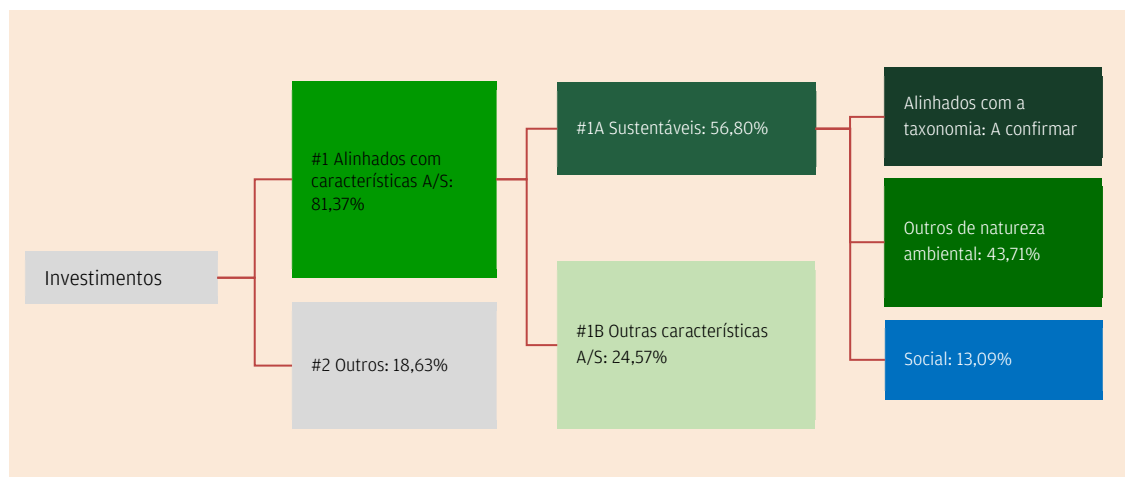 Investimentos
#1 Alinhados com
características A/S:
81,37%
#2 Outros: 18,63%
#1A Sustentáveis: 56,80%
#1B Outras características
A/S: 24,57%
Alinhados com a
taxonomia: A confirmar
Outros de natureza
ambiental: 43,71%
Social: 13,09%